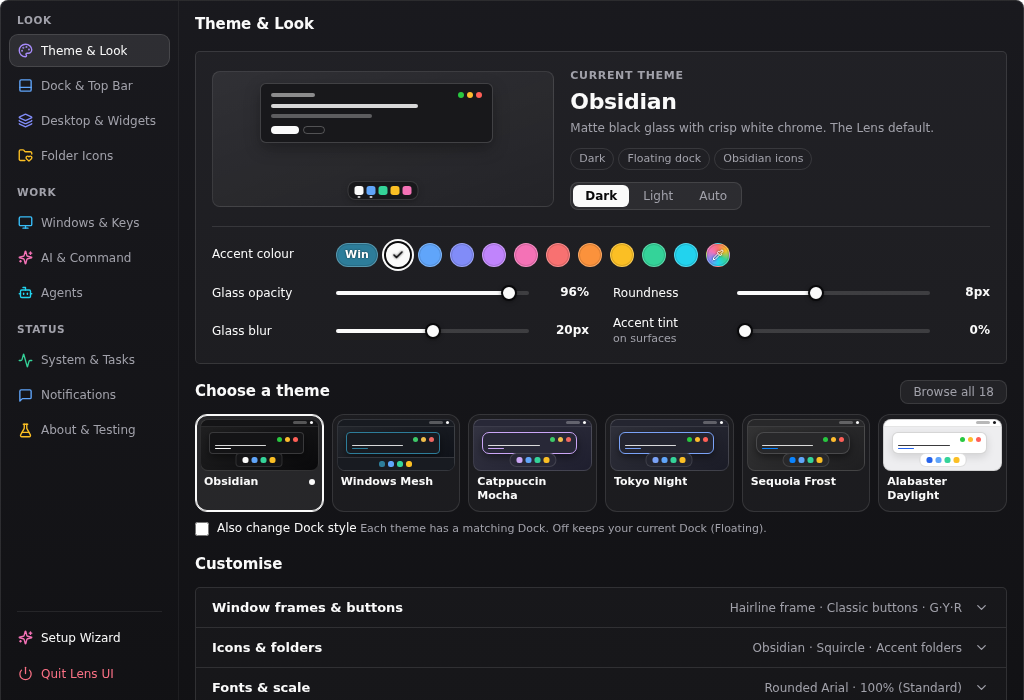 LOOK
Theme & Look
Dock & Top Bar
Desktop & Widgets
Folder Icons
WORK
Windows & Keys
AI & Command
Agents
STATUS
System & Tasks
Notifications
About & Testing
Setup Wizard
Quit Lens UI
Theme & Look
CURRENT THEME
Obsidian
Matte black glass with crisp white chrome. The Lens default.
Dark Floating dock Obsidian icons
Dark Light Auto
Accent colour Win
Glass opacity 96% Roundness 8px
Glass blur 20px Accent tint on surfaces 0%
Choose a theme Browse all 18
Obsidian
Windows Mesh
Catppuccin Mocha
Tokyo Night
Sequoia Frost
Alabaster Daylight
Also change Dock style Each theme has a matching Dock. Off keeps your current Dock (Floating).
Customise
Window frames & buttons Hairline frame · Classic buttons · G·Y·R
Icons & folders Obsidian · Squircle · Accent folders
Fonts & scale Rounded Arial · 100% (Standard)